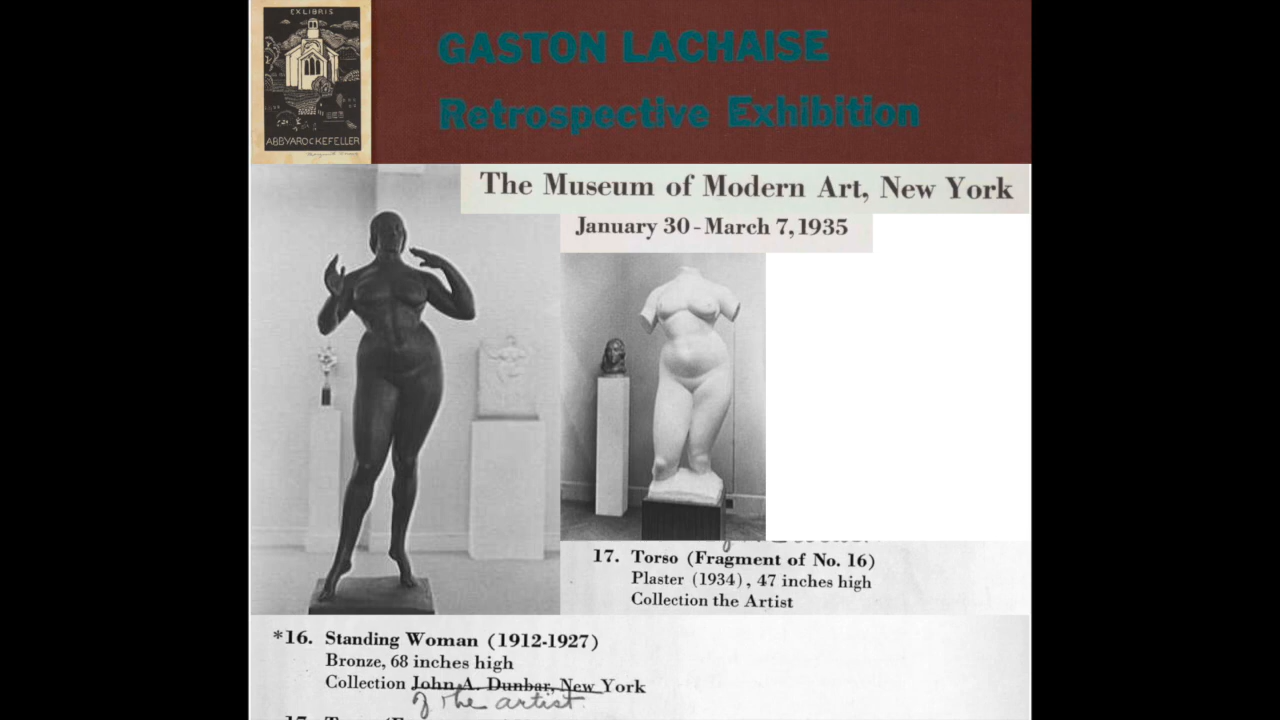 EX LIBRIS
ABBY A ROCKEFELLER
GASTON LACHAISE
Retrospective Exhibition
The Museum of Modern Art, New York
January 30 - March 7, 1935
17. Torso (Fragment of No. 16)
Plaster (1934), 47 inches high
Collection the Artist
*16. Standing Woman (1912-1927)
Bronze, 68 inches high
Collection John A. Dunbar, New York
of the artist